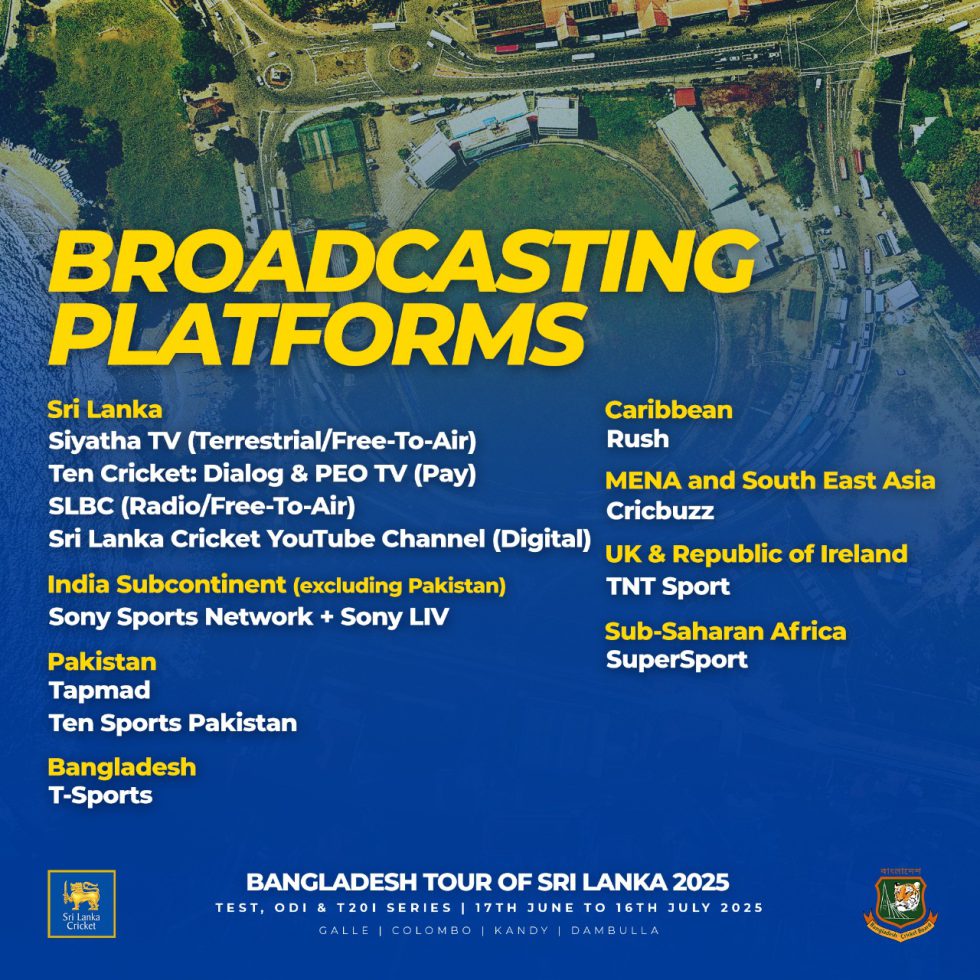 BROADCASTING
PLATFORMS
Sri Lanka
Siyatha TV (Terrestrial/Free-To-Air)
Ten Cricket: Dialog & PEO TV (Pay)
SLBC (Radio/Free-To-Air)
Sri Lanka Cricket YouTube Channel (Digital)
India Subcontinent (excluding Pakistan)
Sony Sports Network + Sony LIV
Pakistan
Tapmad
Ten Sports Pakistan
Bangladesh
T-Sports
Caribbean
Rush
MENA and South East Asia
Cricbuzz
UK & Republic of Ireland
TNT Sport
Sub-Saharan Africa
SuperSport
Sri Lanka
Cricket
BANGLADESH TOUR OF SRI LANKA 2025
TEST, ODI & T20I SERIES | 17TH JUNE TO 16TH JULY 2025
GALLE | COLOMBO | KANDY | DAMBULLA
বাংলাদেশ
Bangladesh Cricket Board